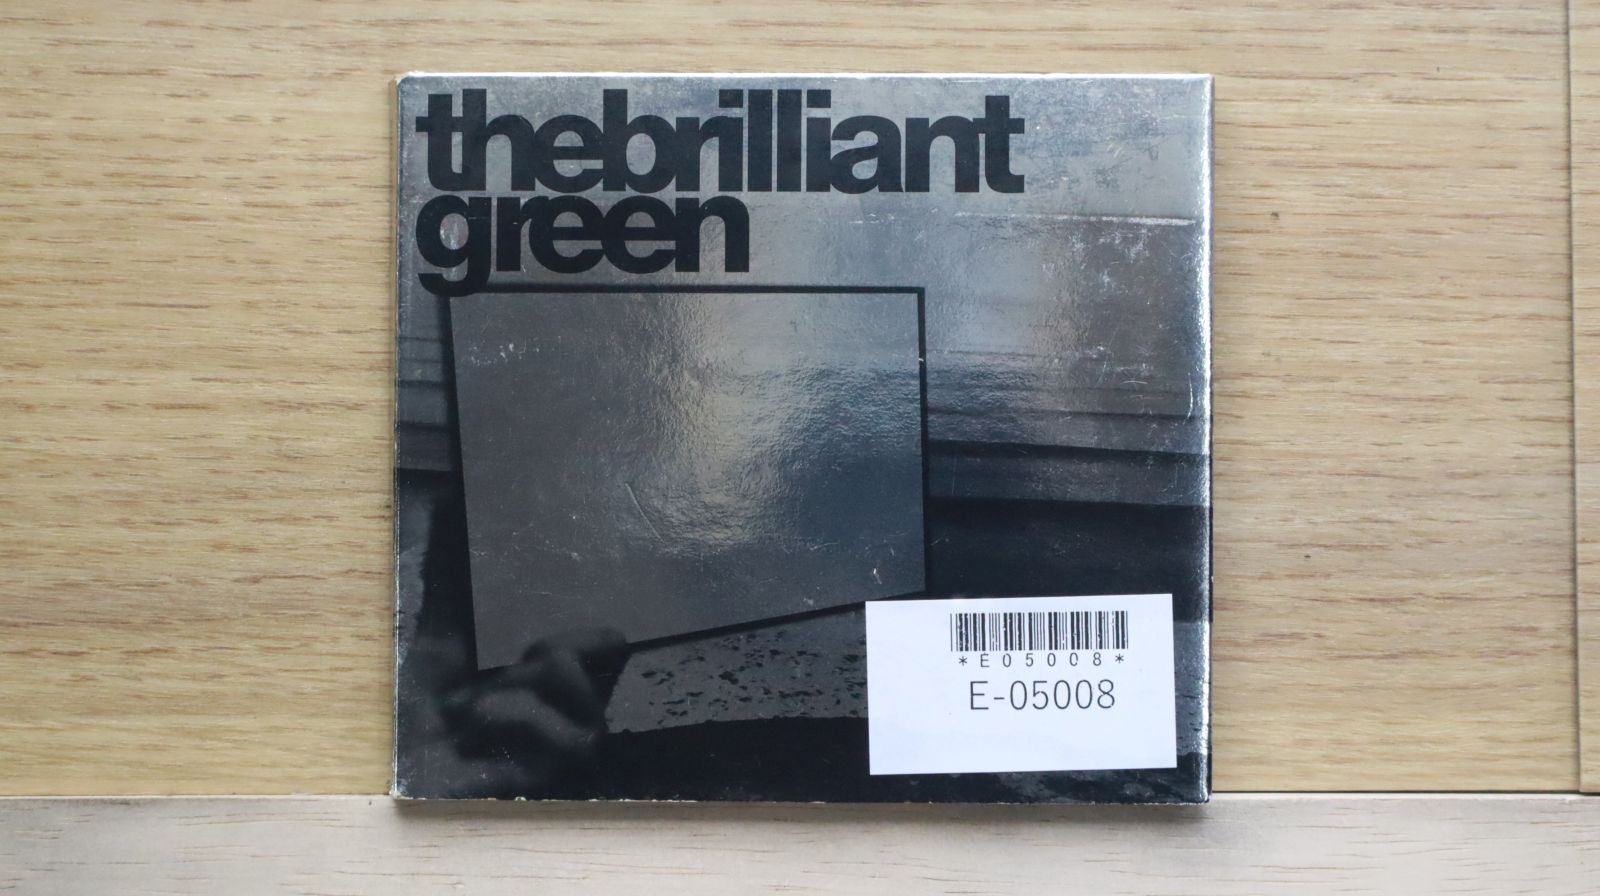 thebrilliant
green
*E05008*
E-05008